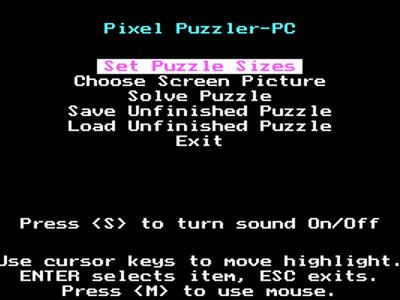 Pixel Puzzler-PC
Set Puzzle Sizes
Choose Screen Picture
Solve Puzzle
Save Unfinished Puzzle
Load Unfinished Puzzle
Exit
Press <S> to turn sound On/Off
Use cursor keys to move highlight.
ENTER selects item, ESC exits.
Press <M> to use mouse.